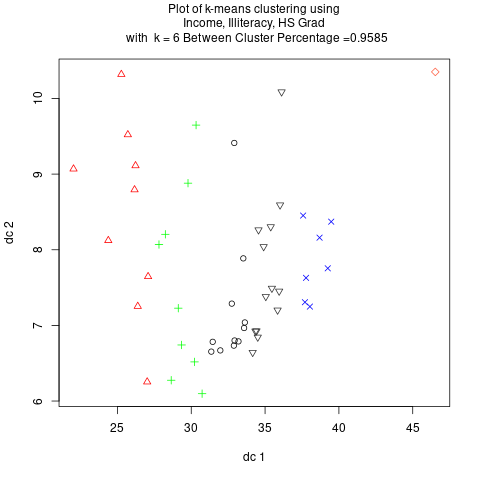 Plot of k-means clustering using
Income, Illiteracy, HS Grad
with  k = 6 Between Cluster Percentage =0.9585
dc 2
10
9
8
7
6
25 30 35 40 45
dc 1